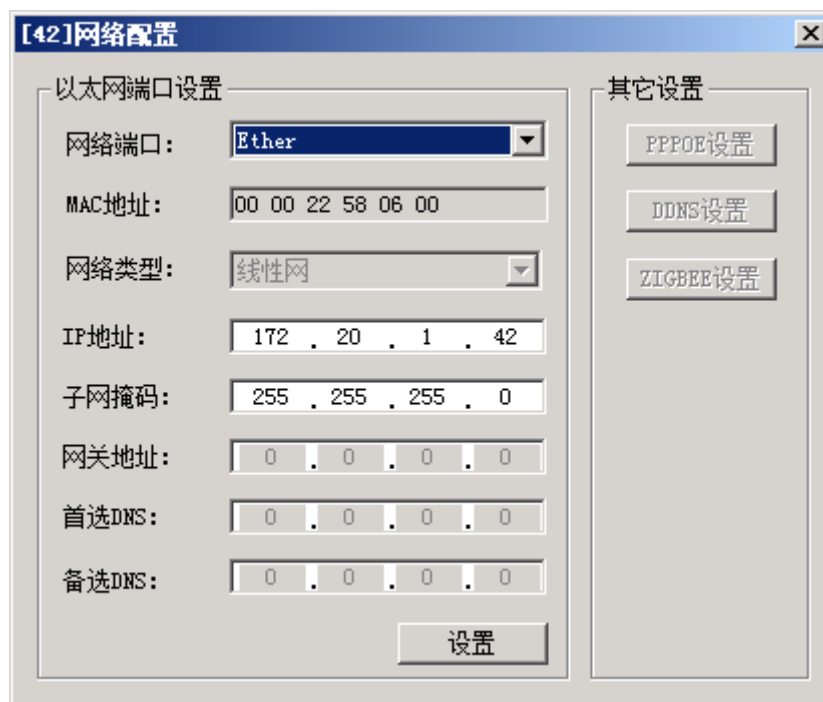 [42]网络配置
以太网端口设置
网络端口: Ether
MAC地址: 00 00 22 58 06 00
网络类型: 线性网
IP地址: 172 . 20 . 1 . 42
子网掩码: 255 . 255 . 255 . 0
网关地址: 0 . 0 . 0 . 0
首选DNS: 0 . 0 . 0 . 0
备选DNS: 0 . 0 . 0 . 0
设置
其它设置
PPPOE设置
DDNS设置
ZIGBEE设置